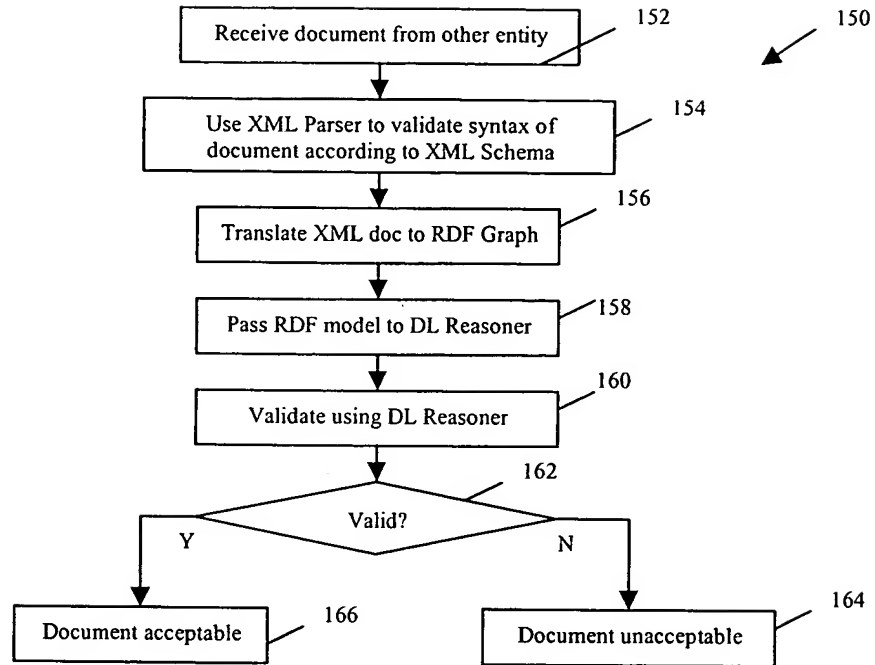 Receive document from other entity
152
150
Use XML Parser to validate syntax of
document according to XML Schema
154
Translate XML doc to RDF Graph
156
Pass RDF model to DL Reasoner
158
Validate using DL Reasoner
160
Valid?
162
Y
N
Document acceptable
166
Document unacceptable
164